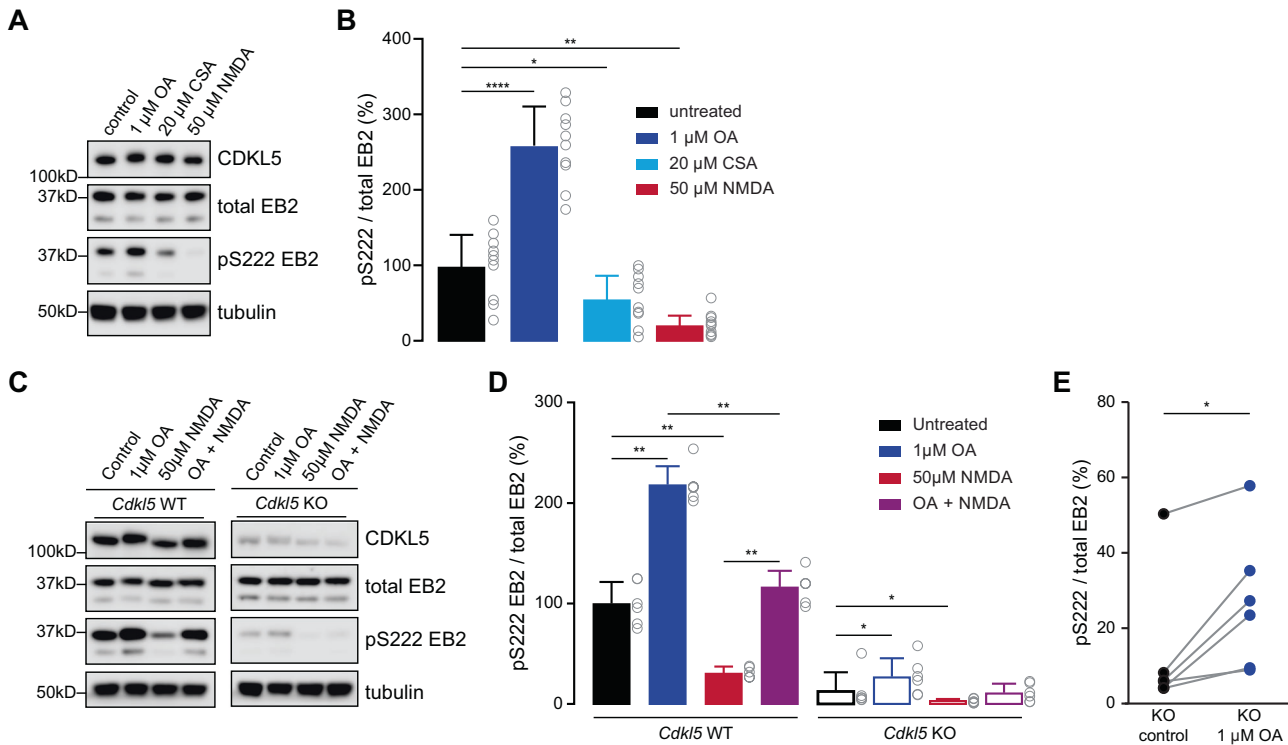 A
control
1 µM OA
20 µM CSA
50 µM NMDA
CDKL5
100kD
37kD
total EB2
37kD
pS222 EB2
50kD
tubulin
B
pS222 / total EB2 (%)
400
300
200
100
0
**
*
****
untreated
1 µM OA
20 µM CSA
50 µM NMDA
C
Control
1µM OA
50µM NMDA
OA + NMDA
Control
1µM OA
50µM NMDA
OA + NMDA
Cdkl5 WT
Cdkl5 KO
CDKL5
100kD
37kD
total EB2
37kD
pS222 EB2
50kD
tubulin
D
pS222 EB2 / total EB2 (%)
300
200
100
0
**
**
**
**
*
*
Untreated
1µM OA
50µM NMDA
OA + NMDA
Cdkl5 WT
Cdkl5 KO
E
pS222 / total EB2 (%)
80
60
40
20
0
*
KO
control
KO
1 µM OA